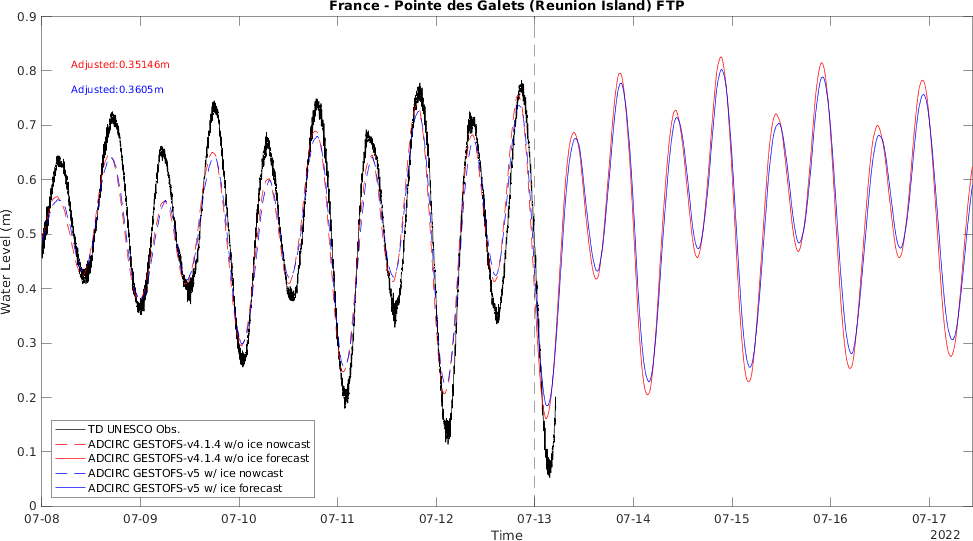 France - Pointe des Galets (Reunion Island) FTP
Adjusted:0.35146m
Adjusted:0.3605m
Water Level (m)
0.9
0.8
0.7
0.6
0.5
0.4
0.3
0.2
0.1
0
TD UNESCO Obs.
ADCIRC GESTOFS-v4.1.4 w/o ice nowcast
ADCIRC GESTOFS-v4.1.4 w/o ice forecast
ADCIRC GESTOFS-v5 w/ ice nowcast
ADCIRC GESTOFS-v5 w/ ice forecast
07-08 07-09 07-10 07-11 07-12 07-13 07-14 07-15 07-16 07-17
Time
2022